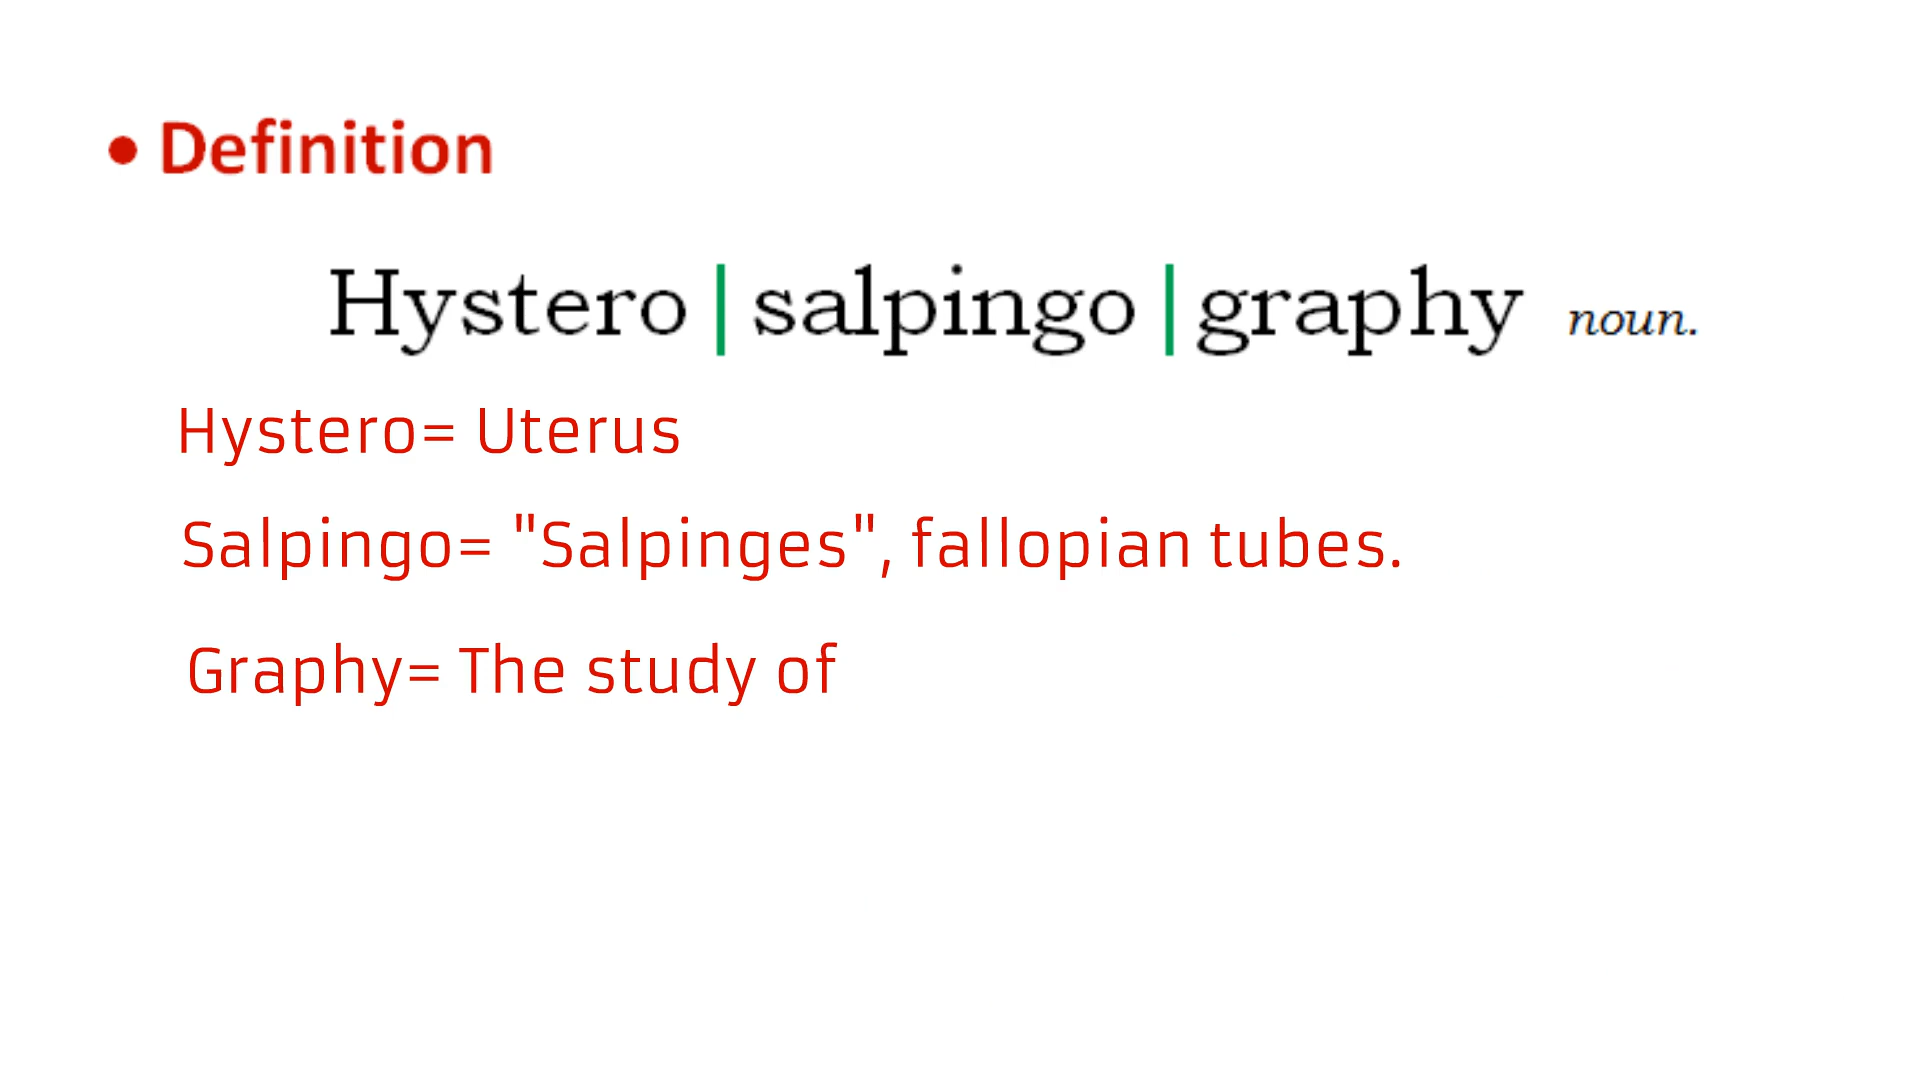 • Definition
Hystero|salpingo|graphy noun.
Hystero= Uterus
Salpingo= "Salpinges", fallopian tubes.
Graphy= The study of